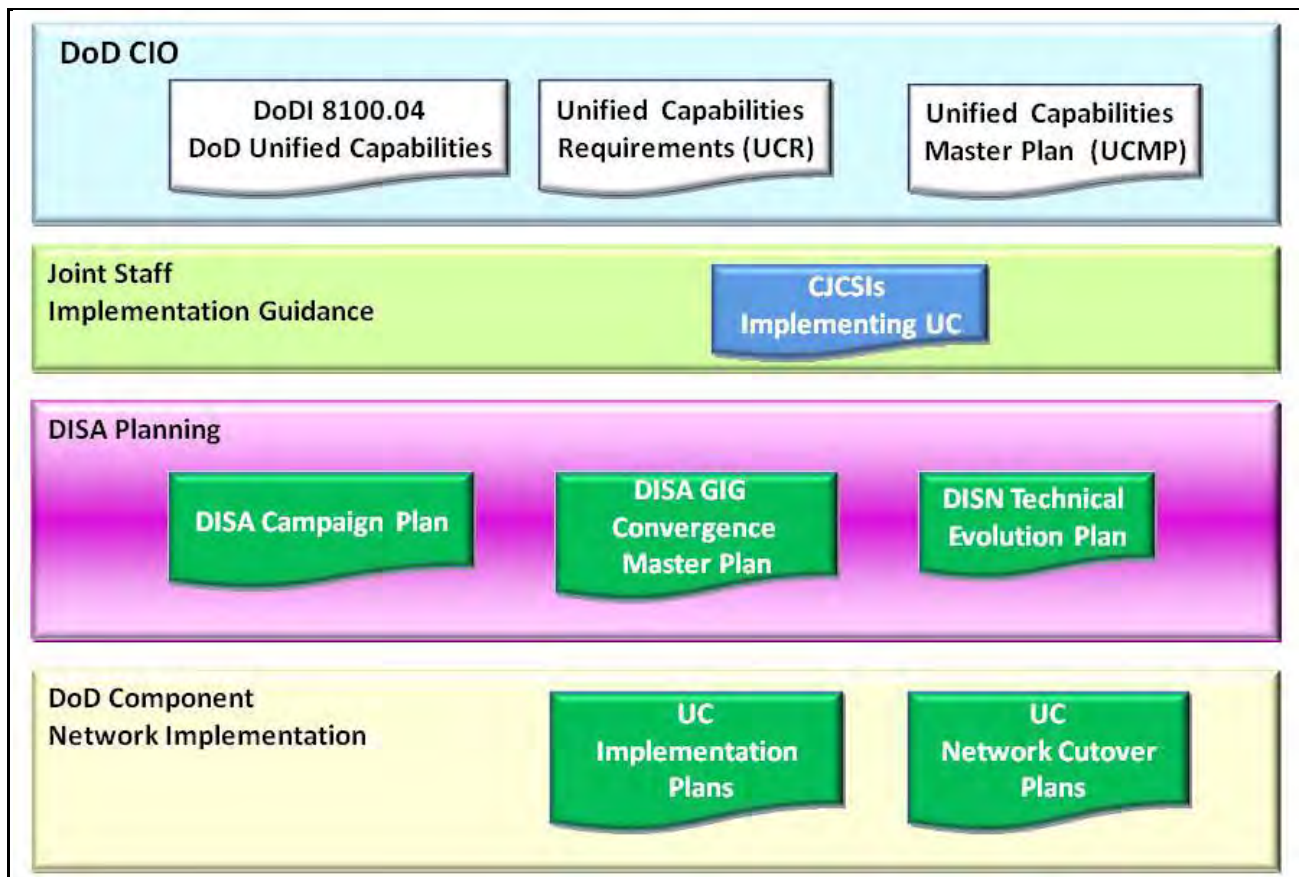 DoD CIO
DoDI 8100.04
DoD Unified Capabilities
Unified Capabilities
Requirements (UCR)
Unified Capabilities
Master Plan (UCMP)
Joint Staff
Implementation Guidance
CJCSIs
Implementing UC
DISA Planning
DISA Campaign Plan
DISA GIG
Convergence
Master Plan
DISN Technical
Evolution Plan
DoD Component
Network Implementation
UC
Implementation
Plans
UC
Network Cutover
Plans